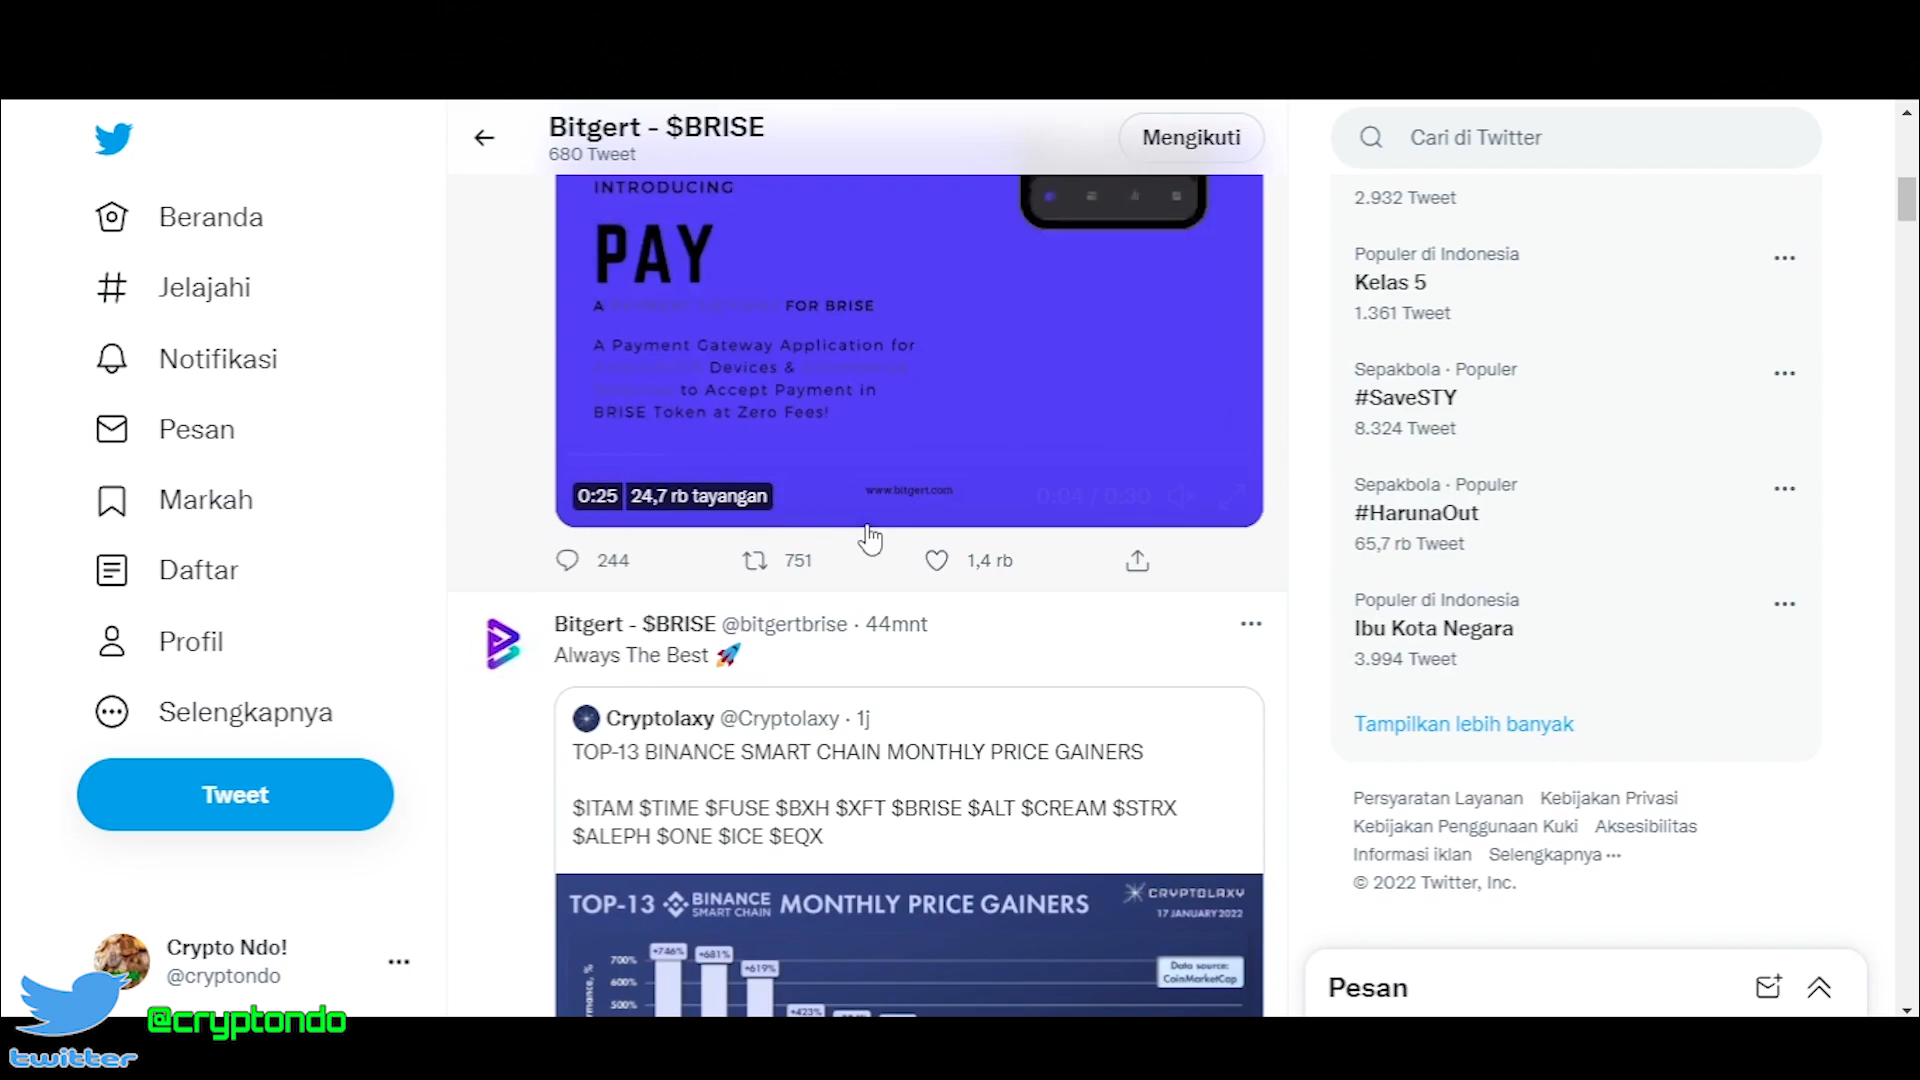 Bitgert - $BRISE
680 Tweet
Mengikuti
Cari di Twitter
Beranda
Jelajahi
Notifikasi
Pesan
Markah
Daftar
Profil
Selengkapnya
Tweet
Crypto Ndo!
@cryptondo
@cryptondo
twitter
INTRODUCING
PAY
A FOR BRISE
A Payment Gateway Application for
Devices &
to Accept Payment in
BRISE Token at Zero Fees!
0:25 24,7 rb tayangan
www.bitgert.com
0:04 / 0:30
244
751
1,4 rb
Bitgert - $BRISE @bitgertbrise · 44mnt
Always The Best 🚀
Cryptolaxy @Cryptolaxy · 1j
TOP-13 BINANCE SMART CHAIN MONTHLY PRICE GAINERS
$ITAM $TIME $FUSE $BXH $XFT $BRISE $ALT $CREAM $STRX
$ALEPH $ONE $ICE $EQX
TOP-13 BINANCE SMART CHAIN MONTHLY PRICE GAINERS
CRYPTOLAXY
17 JANUARY 2022
700%
600%
500%
+746%
+681%
+619%
+423%
Data source:
CoinMarketCap
2.932 Tweet
Populer di Indonesia
Kelas 5
1.361 Tweet
Sepakbola · Populer
#SaveSTY
8.324 Tweet
Sepakbola · Populer
#HarunaOut
65,7 rb Tweet
Populer di Indonesia
Ibu Kota Negara
3.994 Tweet
Tampilkan lebih banyak
Persyaratan Layanan Kebijakan Privasi
Kebijakan Penggunaan Kuki Aksesibilitas
Informasi iklan Selengkapnya ···
© 2022 Twitter, Inc.
Pesan